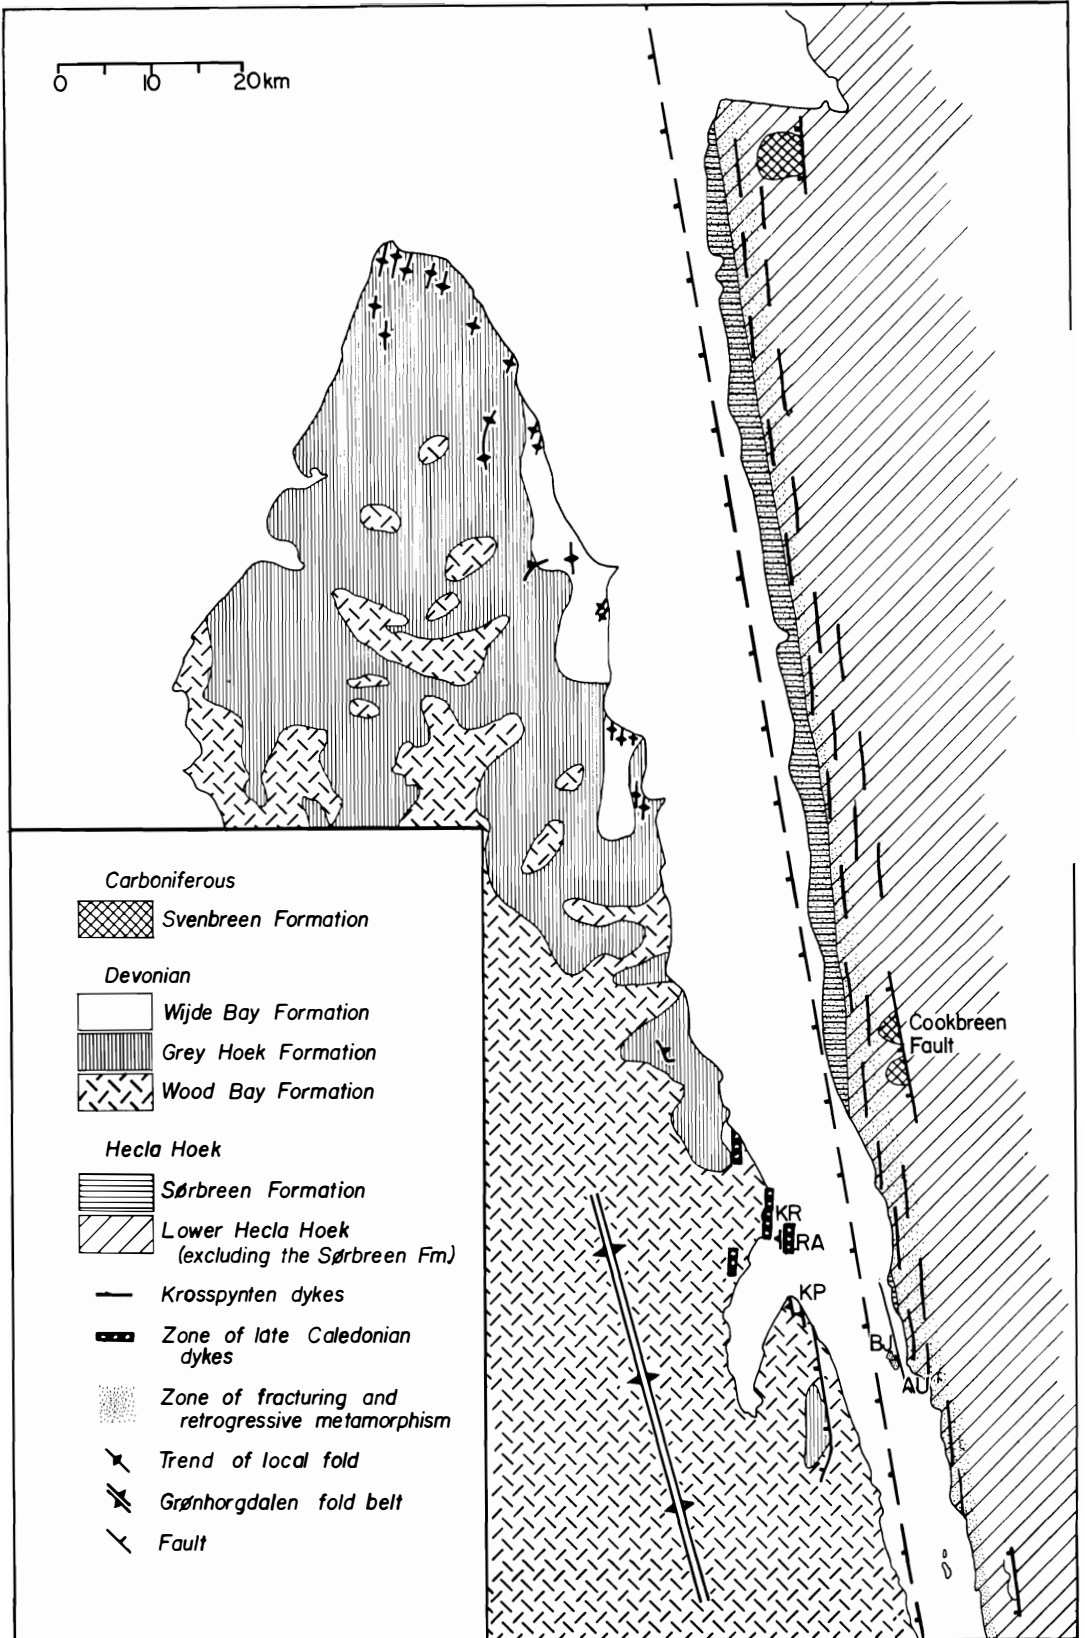 0 10 20km
Cookbreen
Fault
KR
RA
KP
BJ
AU
Carboniferous
Svenbreen Formation
Devonian
Wijde Bay Formation
Grey Hoek Formation
Wood Bay Formation
Hecla Hoek
Sørbreen Formation
Lower Hecla Hoek
(excluding the Sørbreen Fm.)
Krosspynten dykes
Zone of late Caledonian
dykes
Zone of fracturing and
retrogressive metamorphism
Trend of local fold
Grønhorgdalen fold belt
Fault